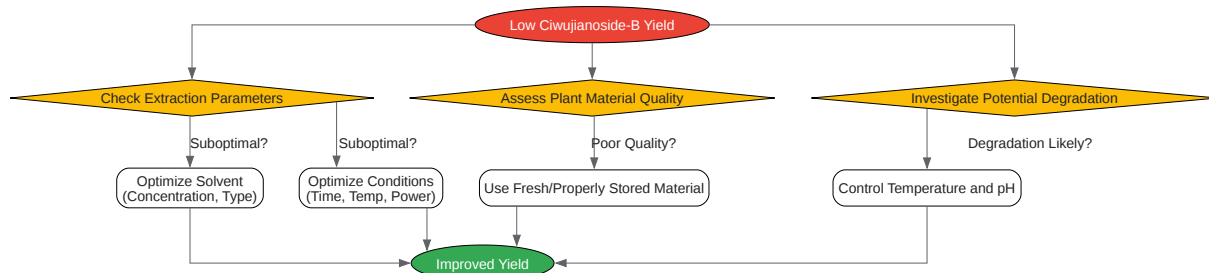 Low Ciwujianoside-B Yield
Check Extraction Parameters
Assess Plant Material Quality
Investigate Potential Degradation
Suboptimal?
Suboptimal?
Poor Quality?
Degradation Likely?
Optimize Solvent
(Concentration, Type)
Optimize Conditions
(Time, Temp, Power)
Use Fresh/Properly Stored Material
Control Temperature and pH
Improved Yield